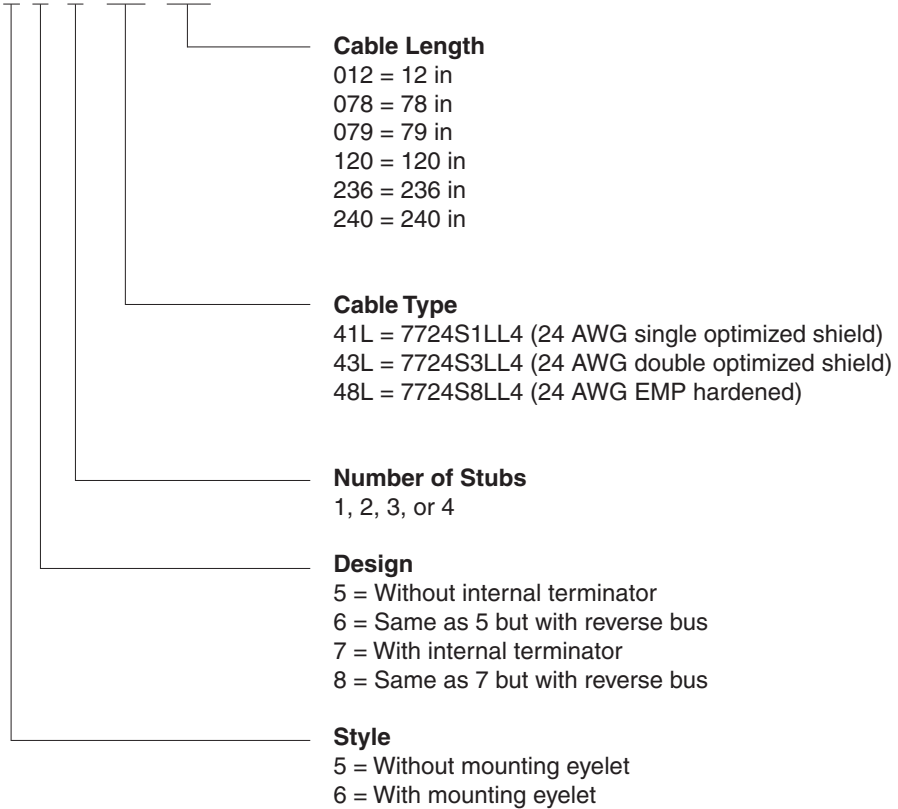 Cable Length
012 = 12 in
078 = 78 in
079 = 79 in
120 = 120 in
236 = 236 in
240 = 240 in
Cable Type
41L = 7724S1LL4 (24 AWG single optimized shield)
43L = 7724S3LL4 (24 AWG double optimized shield)
48L = 7724S8LL4 (24 AWG EMP hardened)
Number of Stubs
1, 2, 3, or 4
Design
5 = Without internal terminator
6 = Same as 5 but with reverse bus
7 = With internal terminator
8 = Same as 7 but with reverse bus
Style
5 = Without mounting eyelet
6 = With mounting eyelet